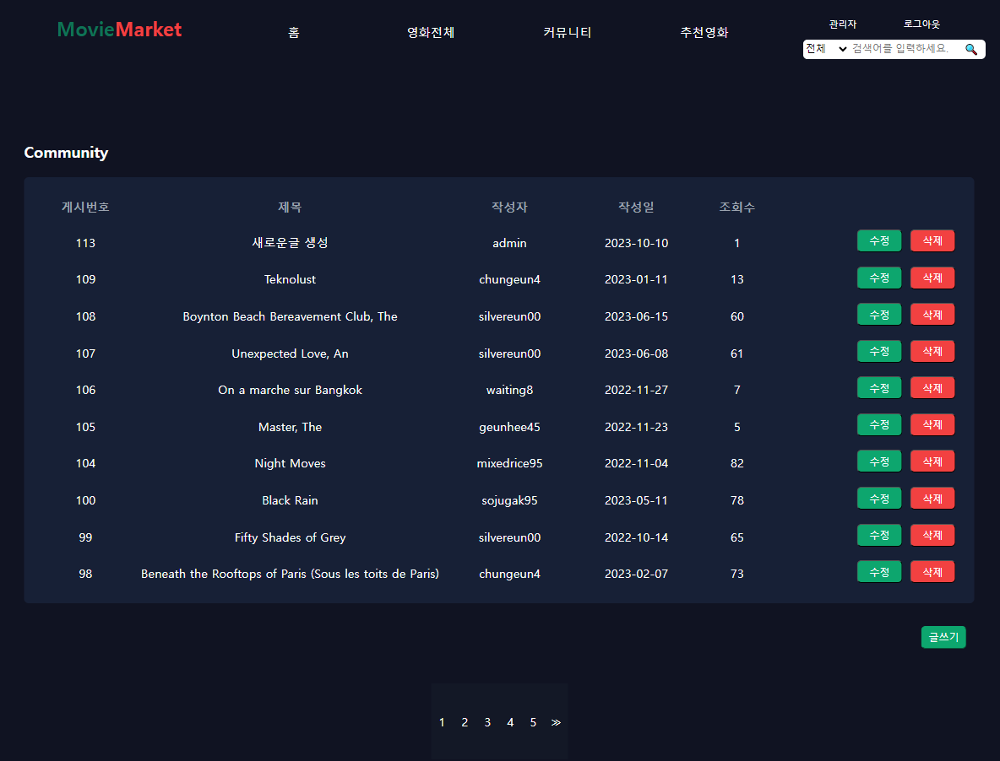 MovieMarket 홈 영화전체 커뮤니티 추천영화 관리자 로그아웃
전체 검색어를 입력하세요.
Community
게시번호 제목 작성자 작성일 조회수
113 새로운글 생성 admin 2023-10-10 1 수정 삭제
109 Teknolust chungeun4 2023-01-11 13 수정 삭제
108 Boynton Beach Bereavement Club, The silvereun00 2023-06-15 60 수정 삭제
107 Unexpected Love, An silvereun00 2023-06-08 61 수정 삭제
106 On a marche sur Bangkok waiting8 2022-11-27 7 수정 삭제
105 Master, The geunhee45 2022-11-23 5 수정 삭제
104 Night Moves mixedrice95 2022-11-04 82 수정 삭제
100 Black Rain sojugak95 2023-05-11 78 수정 삭제
99 Fifty Shades of Grey silvereun00 2022-10-14 65 수정 삭제
98 Beneath the Rooftops of Paris (Sous les toits de Paris) chungeun4 2023-02-07 73 수정 삭제
글쓰기
1 2 3 4 5 ≫